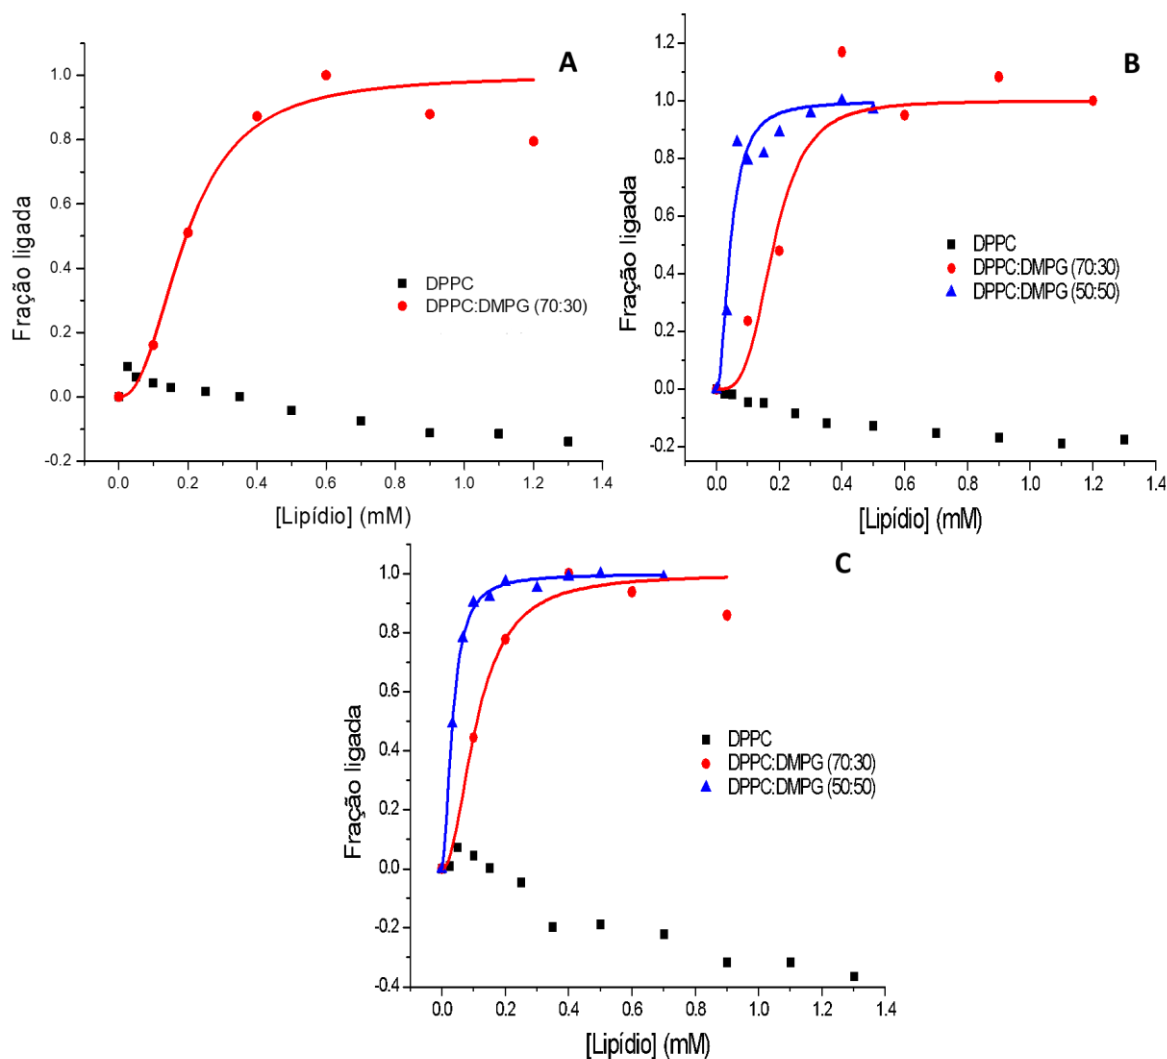 A
1.0
0.8
0.6
0.4
0.2
0.0
-0.2
Fração ligada
DPPC
DPPC:DMPG (70:30)
0.0 0.2 0.4 0.6 0.8 1.0 1.2 1.4
[Lipídio] (mM)
B
1.2
1.0
0.8
0.6
0.4
0.2
0.0
-0.2
Fração ligada
DPPC
DPPC:DMPG (70:30)
DPPC:DMPG (50:50)
0.0 0.2 0.4 0.6 0.8 1.0 1.2 1.4
[Lipídio] (mM)
C
1.0
0.8
0.6
0.4
0.2
0.0
-0.2
-0.4
Fração ligada
DPPC
DPPC:DMPG (70:30)
DPPC:DMPG (50:50)
0.0 0.2 0.4 0.6 0.8 1.0 1.2 1.4
[Lipídio] (mM)